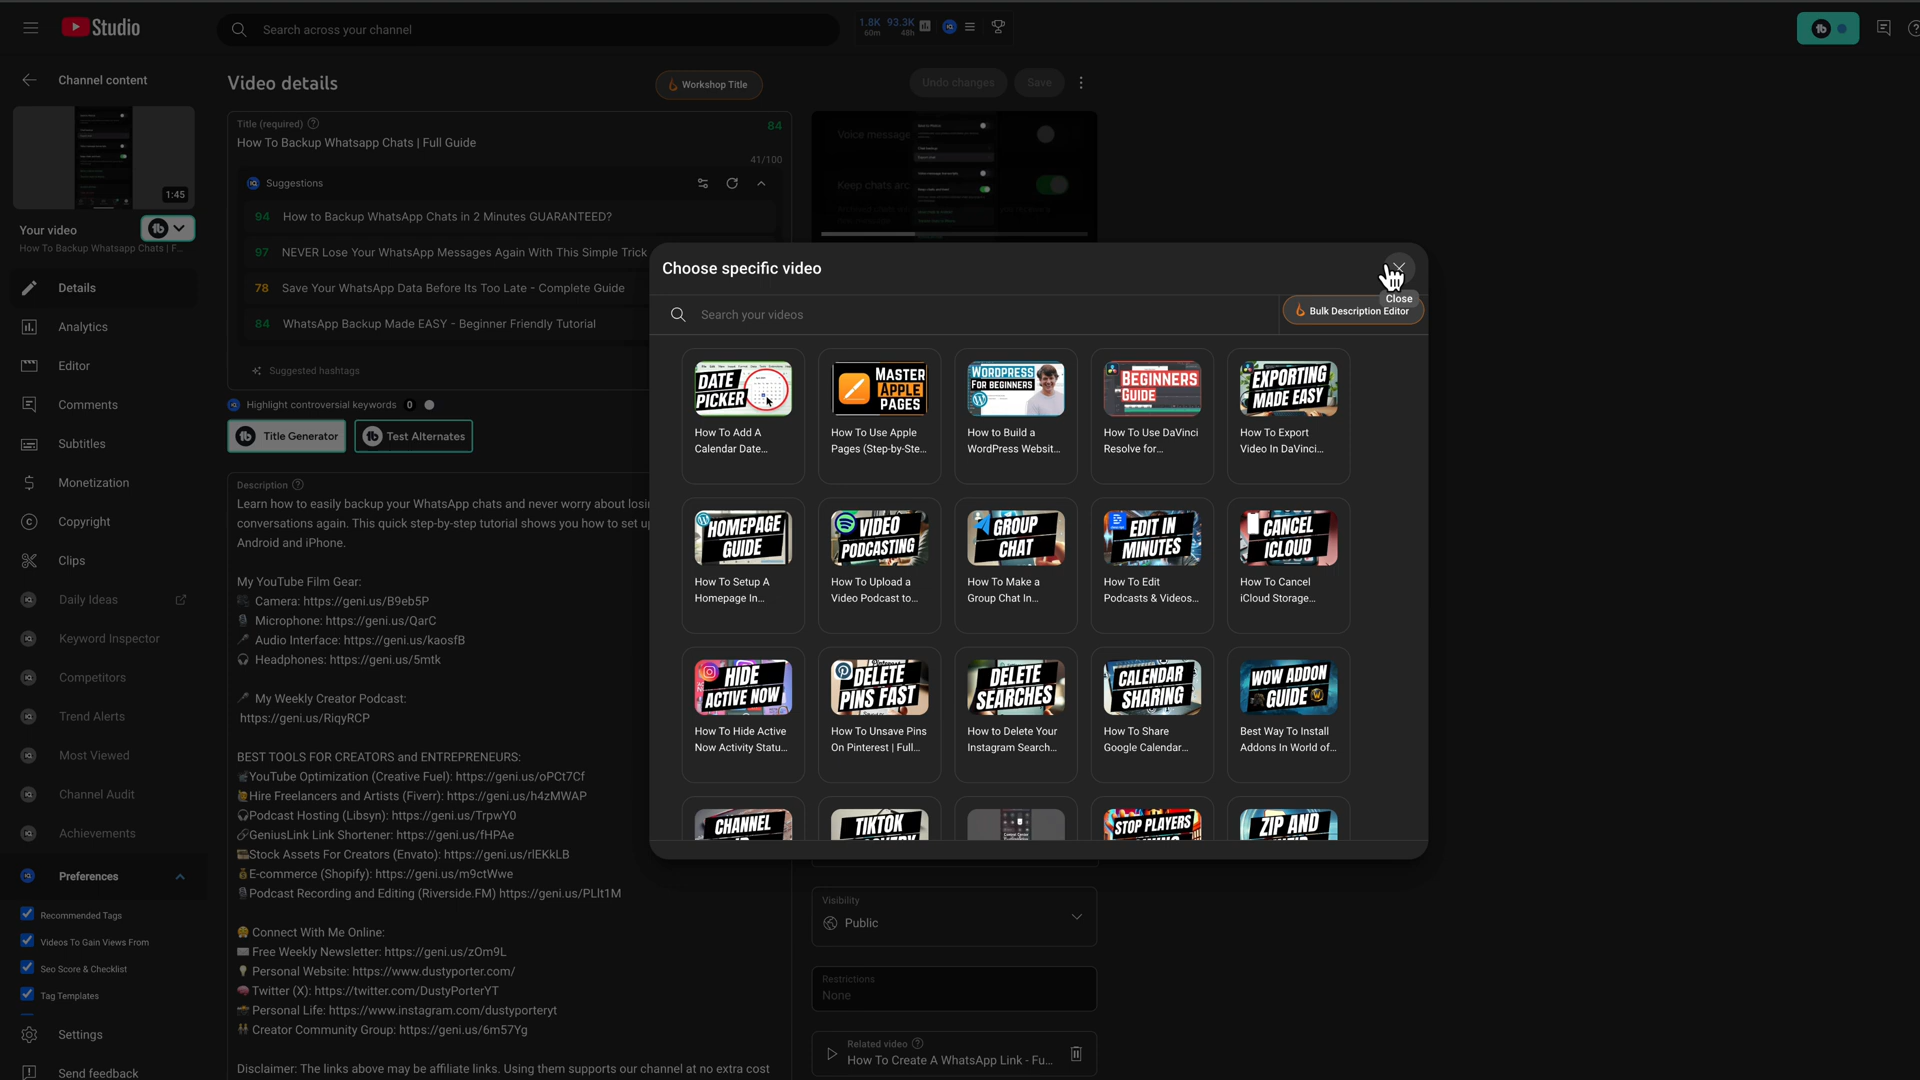 Studio
Search across your channel
1.8K 93.3K
60m 48h
Channel content
Video details
Workshop Title
Undo changes
Save
1:45
Your video
How To Backup Whatsapp Chats | F...
Title (required)
84
How To Backup Whatsapp Chats | Full Guide
41/100
Suggestions
94 How to Backup WhatsApp Chats in 2 Minutes GUARANTEED?
97 NEVER Lose Your WhatsApp Messages Again With This Simple Trick
78 Save Your WhatsApp Data Before Its Too Late - Complete Guide
84 WhatsApp Backup Made EASY - Beginner Friendly Tutorial
Suggested hashtags
Highlight controversial keywords 0
Title Generator
Test Alternates
Details
Analytics
Editor
Comments
Subtitles
Monetization
Copyright
Clips
Daily Ideas
Keyword Inspector
Competitors
Trend Alerts
Most Viewed
Channel Audit
Achievements
Preferences
Recommended Tags
Videos To Gain Views From
Seo Score & Checklist
Tag Templates
Settings
Send feedback
Description
Learn how to easily backup your WhatsApp chats and never worry about losi
conversations again. This quick step-by-step tutorial shows you how to set up
Android and iPhone.
My YouTube Film Gear:
Camera: https://geni.us/B9eb5P
Microphone: https://geni.us/QarC
Audio Interface: https://geni.us/kaosfB
Headphones: https://geni.us/5mtk
My Weekly Creator Podcast:
https://geni.us/RiqyRCP
BEST TOOLS FOR CREATORS and ENTREPRENEURS:
YouTube Optimization (Creative Fuel): https://geni.us/oPCt7Cf
Hire Freelancers and Artists (Fiverr): https://geni.us/h4zMWAP
Podcast Hosting (Libsyn): https://geni.us/TrpwY0
GeniusLink Link Shortener: https://geni.us/fHPAe
Stock Assets For Creators (Envato): https://geni.us/rlEKkLB
E-commerce (Shopify): https://geni.us/m9ctWwe
Podcast Recording and Editing (Riverside.FM) https://geni.us/PLlt1M
Connect With Me Online:
Free Weekly Newsletter: https://geni.us/zOm9L
Personal Website: https://www.dustyporter.com/
Twitter (X): https://twitter.com/DustyPorterYT
Personal Life: https://www.instagram.com/dustyporteryt
Creator Community Group: https://geni.us/6m57Yg
Disclaimer: The links above may be affiliate links. Using them supports our channel at no extra cost
Voice message
Keep chats arc
Choose specific video
Close
Search your videos
Bulk Description Editor
DATE PICKER
How To Add A
Calendar Date...
MASTER APPLE PAGES
How To Use Apple
Pages (Step-by-Ste...
WORDPRESS FOR BEGINNERS
How to Build a
WordPress Websit...
BEGINNERS GUIDE
How To Use DaVinci
Resolve for...
EXPORTING MADE EASY
How To Export
Video In DaVinci...
HOMEPAGE GUIDE
How To Setup A
Homepage In...
VIDEO PODCASTING
How To Upload a
Video Podcast to...
GROUP CHAT
How To Make a
Group Chat In...
EDIT IN MINUTES
How To Edit
Podcasts & Videos...
CANCEL ICLOUD
How To Cancel
iCloud Storage...
HIDE ACTIVE NOW
How To Hide Active
Now Activity Statu...
DELETE PINS FAST
How To Unsave Pins
On Pinterest | Full...
DELETE SEARCHES
How to Delete Your
Instagram Search...
CALENDAR SHARING
How To Share
Google Calendar...
WOW ADDON GUIDE
Best Way To Install
Addons In World of...
CHANNEL
TIKTOK
STOP PLAYERS
ZIP AND
Visibility
Public
Restrictions
None
Related video
How To Create A WhatsApp Link - Fu...